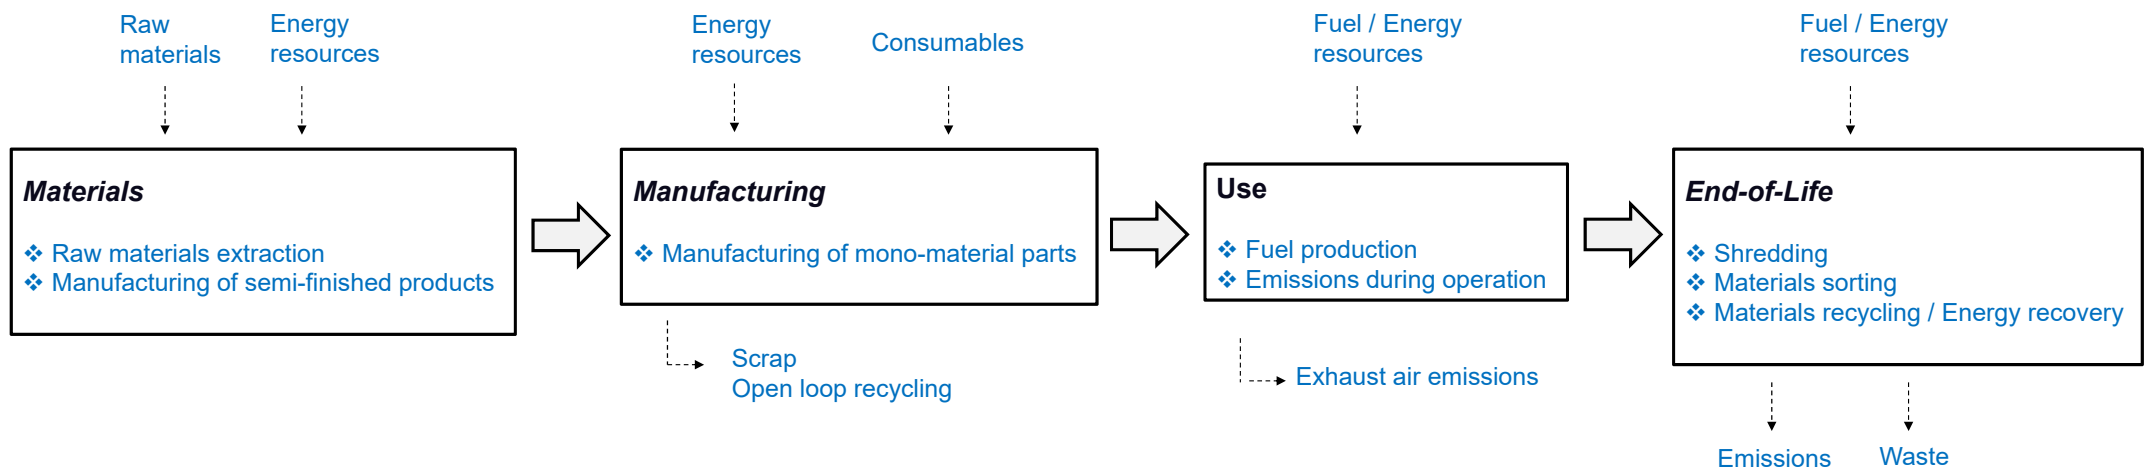 Raw
materials
Energy
resources
Energy
resources
Consumables
Fuel / Energy
resources
Fuel / Energy
resources
Materials
❖ Raw materials extraction
❖ Manufacturing of semi-finished products
Manufacturing
❖ Manufacturing of mono-material parts
Use
❖ Fuel production
❖ Emissions during operation
End-of-Life
❖ Shredding
❖ Materials sorting
❖ Materials recycling / Energy recovery
Scrap
Open loop recycling
Exhaust air emissions
Emissions
Waste